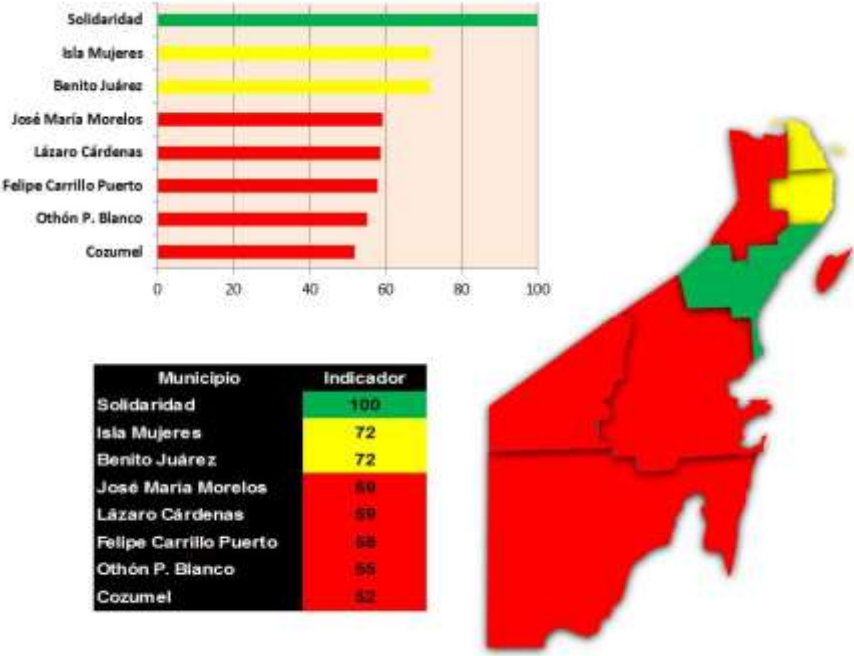 Solidaridad
Isla Mujeres
Benito Juárez
José María Morelos
Lázaro Cárdenas
Felipe Carrillo Puerto
Othón P. Blanco
Cozumel
0 20 40 60 80 100
Municipio Indicador
Solidaridad 100
Isla Mujeres 72
Benito Juárez 72
José María Morelos 59
Lázaro Cárdenas 59
Felipe Carrillo Puerto 58
Othón P. Blanco 55
Cozumel 52